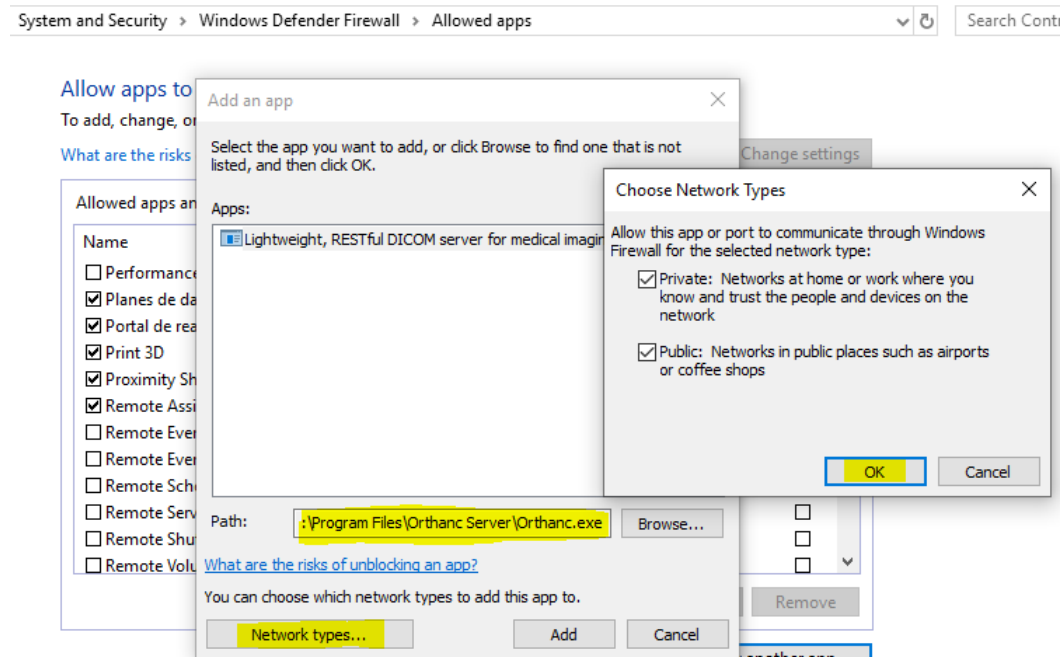 System and Security > Windows Defender Firewall > Allowed apps
Search Contr
Allow apps to
To add, change, or
What are the risks
Change settings
Allowed apps an
Name
Performance
Planes de da
Portal de rea
Print 3D
Proximity Sh
Remote Assi
Remote Ever
Remote Ever
Remote Sch
Remote Serv
Remote Shu
Remote Volu
Remove
another app
Add an app
Select the app you want to add, or click Browse to find one that is not
listed, and then click OK.
Apps:
Lightweight, RESTful DICOM server for medical imagin
Path:
:\Program Files\Orthanc Server\Orthanc.exe
Browse...
What are the risks of unblocking an app?
You can choose which network types to add this app to.
Network types...
Add
Cancel
Choose Network Types
Allow this app or port to communicate through Windows
Firewall for the selected network type:
Private: Networks at home or work where you
know and trust the people and devices on the
network
Public: Networks in public places such as airports
or coffee shops
OK
Cancel